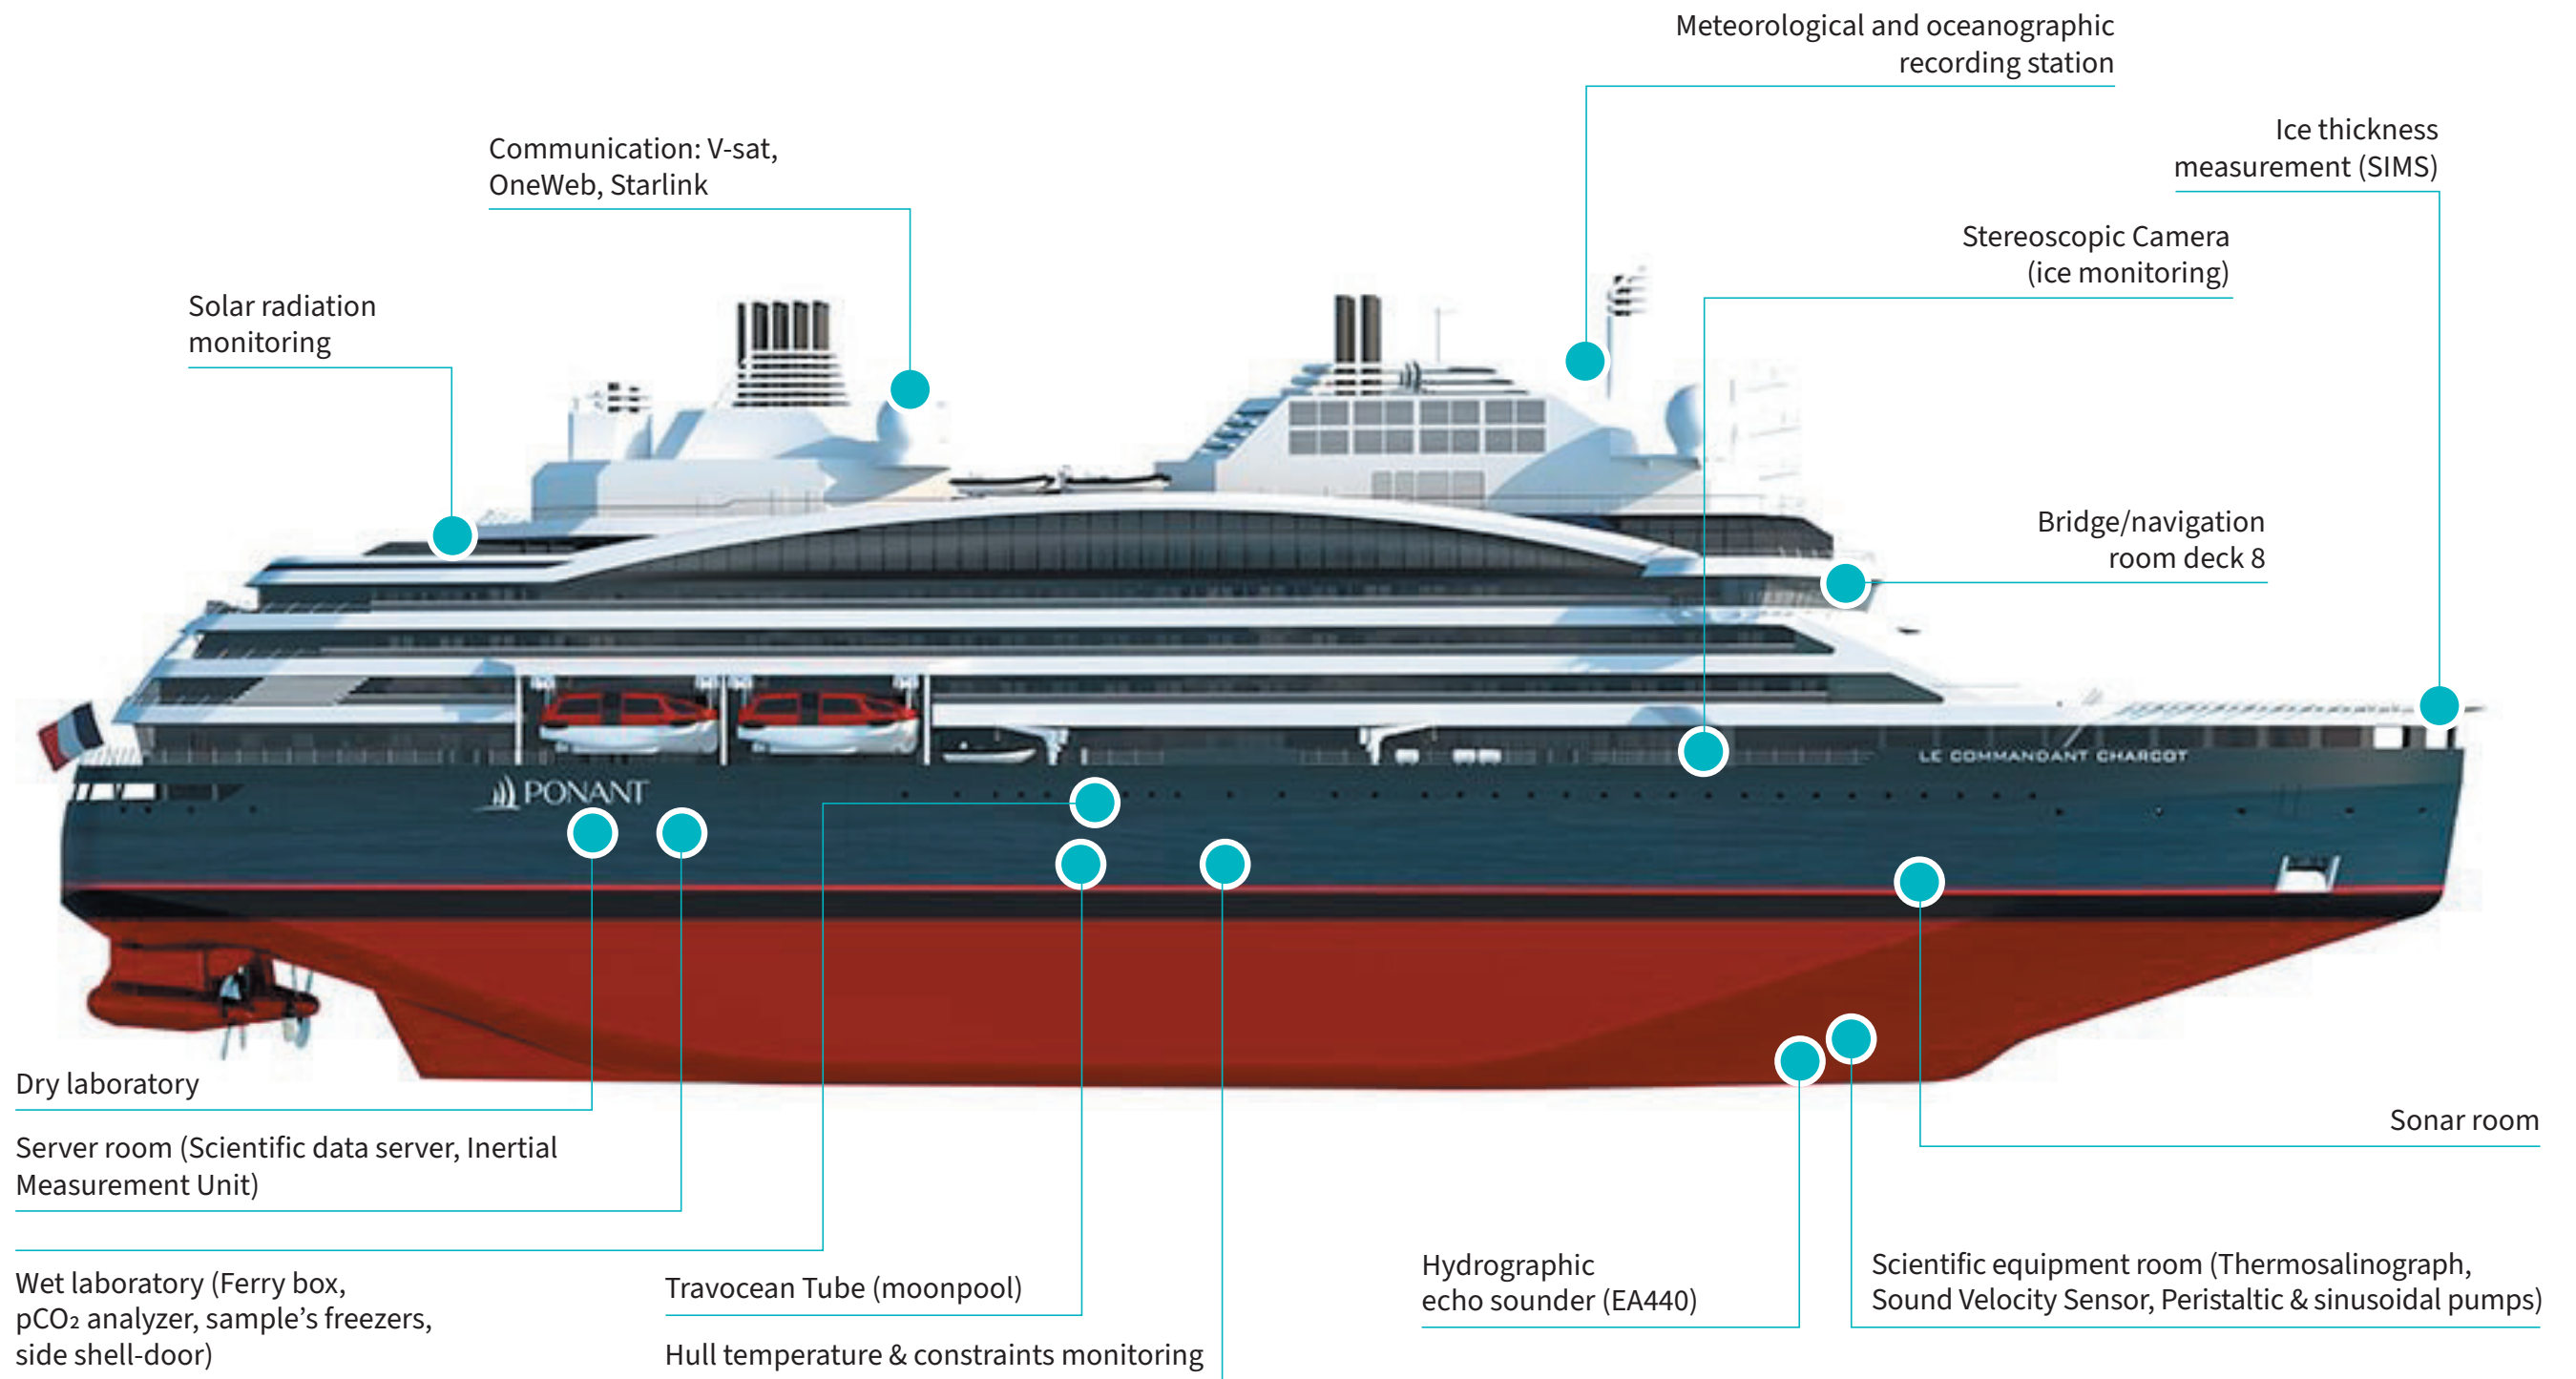 Meteorological and oceanographic
recording station
Ice thickness
measurement (SIMS)
Communication: V-sat,
OneWeb, Starlink
Stereoscopic Camera
(ice monitoring)
Solar radiation
monitoring
Bridge/navigation
room deck 8
LE COMMANDANT CHARCOT
PONANT
Dry laboratory
Sonar room
Server room (Scientific data server, Inertial
Measurement Unit)
Wet laboratory (Ferry box,
pCO₂ analyzer, sample’s freezers,
side shell-door)
Travocean Tube (moonpool)
Hull temperature & constraints monitoring
Hydrographic
echo sounder (EA440)
Scientific equipment room (Thermosalinograph,
Sound Velocity Sensor, Peristaltic & sinusoidal pumps)